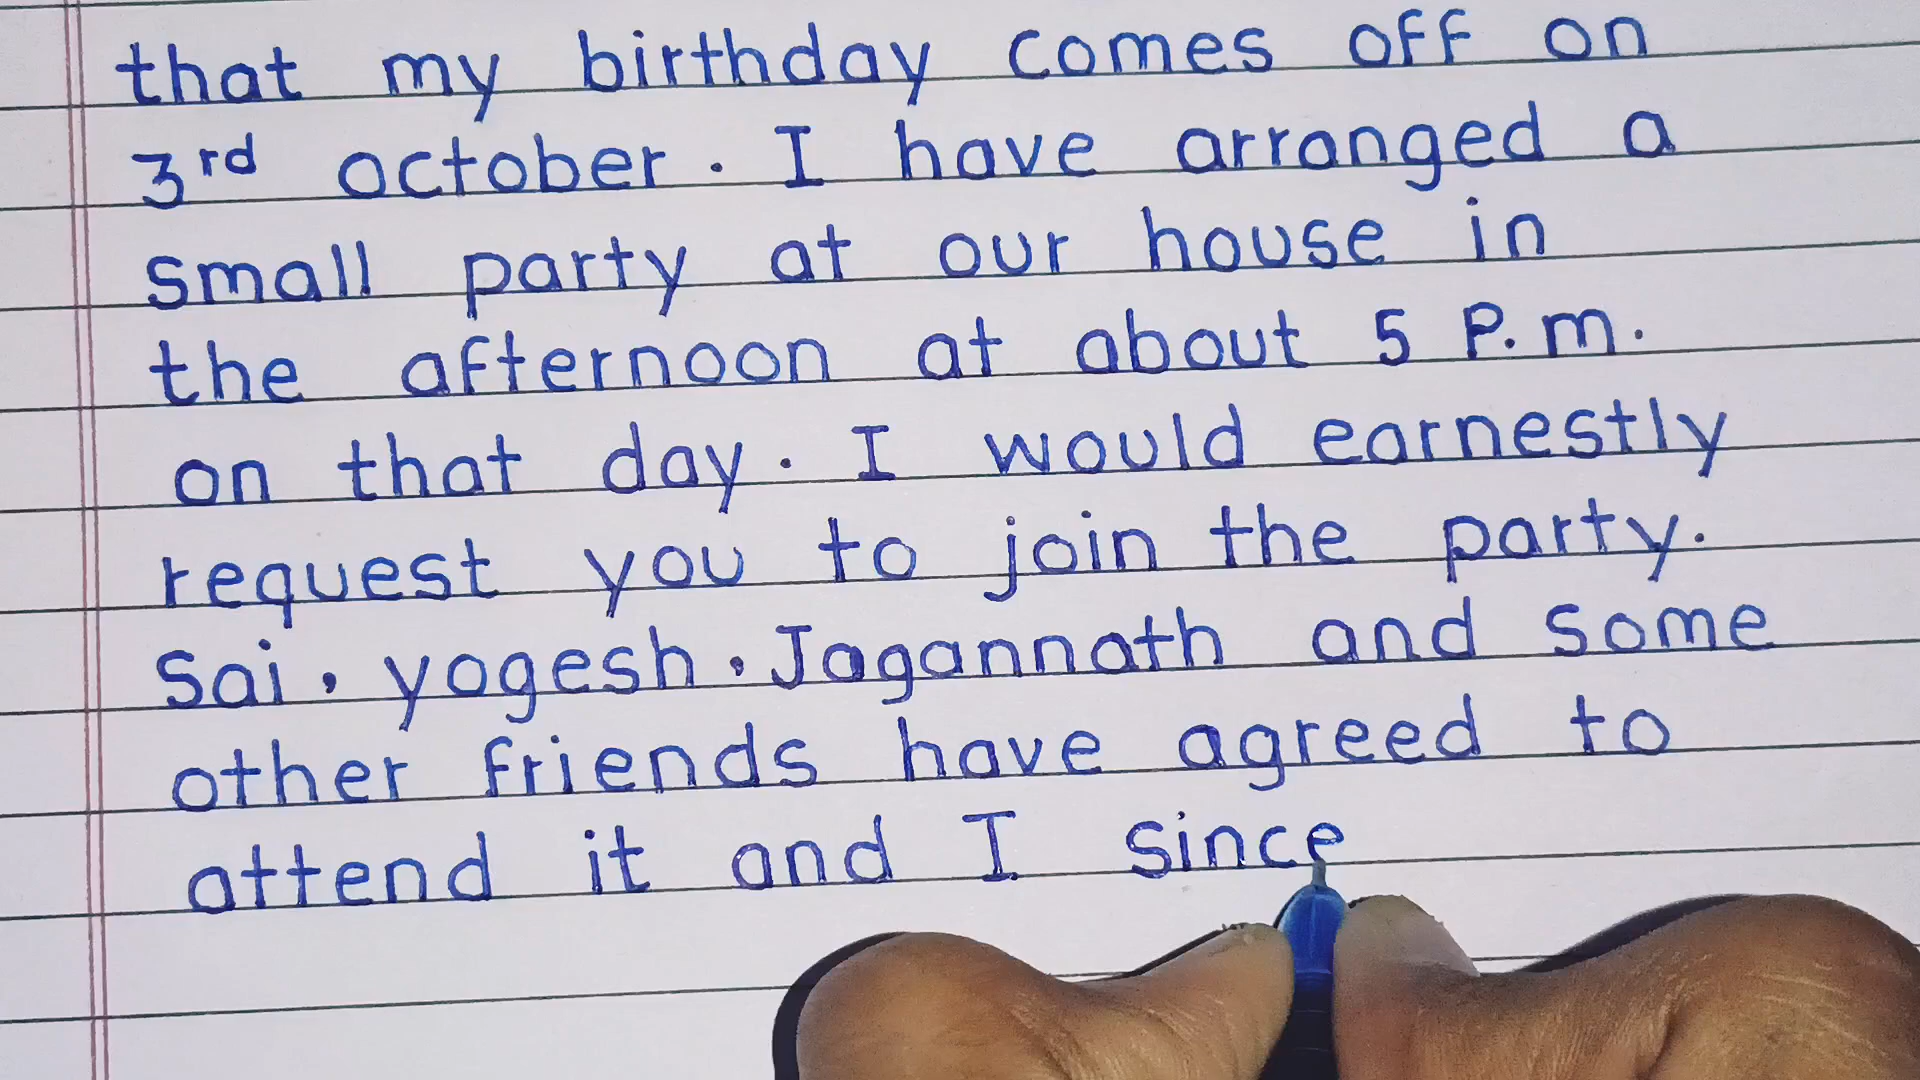 that my birthday comes off on
3rd october. I have arranged a
small party at our house in
the afternoon at about 5 P.m.
on that day. I would earnestly
request you to join the party.
Sai, yogesh. Jagannath and some
other friends have agreed to
attend it and I since